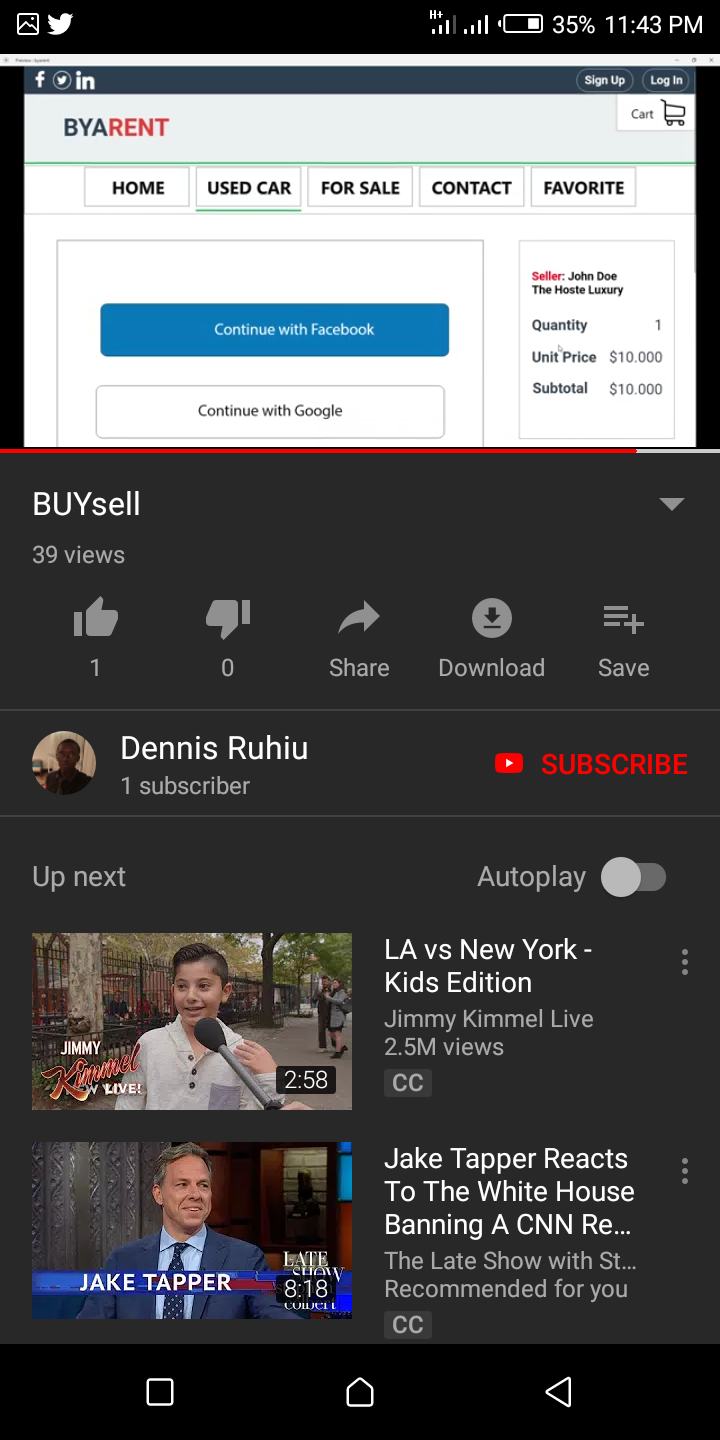 H+ 35% 11:43 PM
Preview - byarent
f in Sign Up Log In
BYARENT Cart
HOME USED CAR FOR SALE CONTACT FAVORITE
Continue with Facebook
Continue with Google
Seller: John Doe
The Hoste Luxury
Quantity 1
Unit Price $10.000
Subtotal $10.000
BUYsell
39 views
1 0 Share Download Save
Dennis Ruhiu
1 subscriber
SUBSCRIBE
Up next Autoplay
JIMMY
Kimmel
LIVE!
2:58
LA vs New York -
Kids Edition
Jimmy Kimmel Live
2.5M views
CC
JAKE TAPPER
LATE
SHOW
colbert
8:18
Jake Tapper Reacts
To The White House
Banning A CNN Re...
The Late Show with St...
Recommended for you
CC